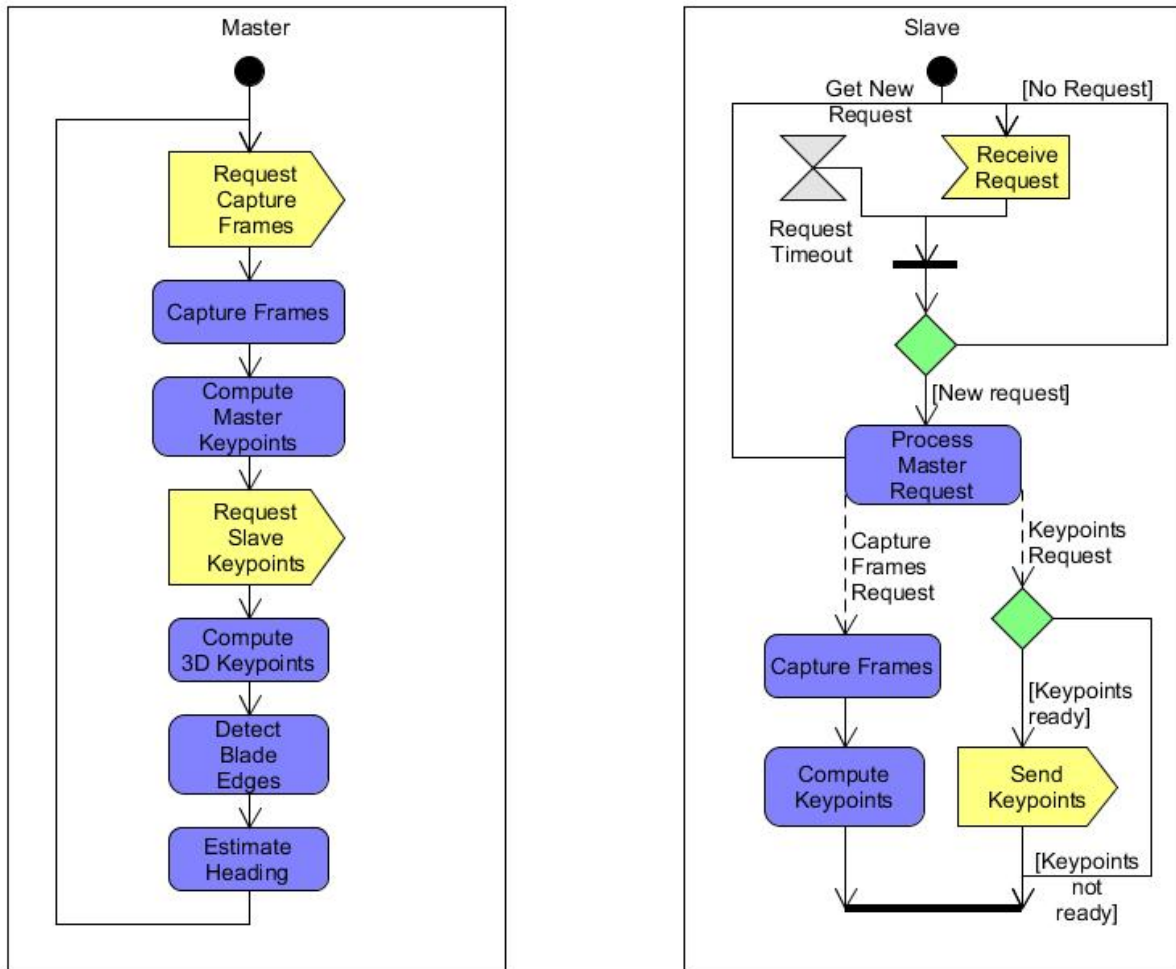 Master
Request
Capture
Frames
Capture Frames
Compute
Master
Keypoints
Request
Slave
Keypoints
Compute
3D Keypoints
Detect
Blade
Edges
Estimate
Heading
Slave
Get New
Request
[No Request]
Receive
Request
Request
Timeout
[New request]
Process
Master
Request
Capture
Frames
Request
Keypoints
Request
Capture Frames
Compute
Keypoints
[Keypoints
ready]
Send
Keypoints
[Keypoints
not
ready]